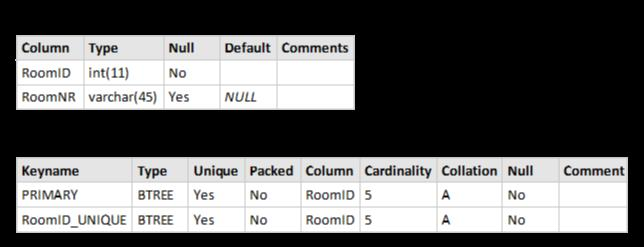 Column Type Null Default Comments
RoomID int(11) No
RoomNR varchar(45) Yes NULL
Keyname Type Unique Packed Column Cardinality Collation Null Comment
PRIMARY BTREE Yes No RoomID 5 A No
RoomID_UNIQUE BTREE Yes No RoomID 5 A No